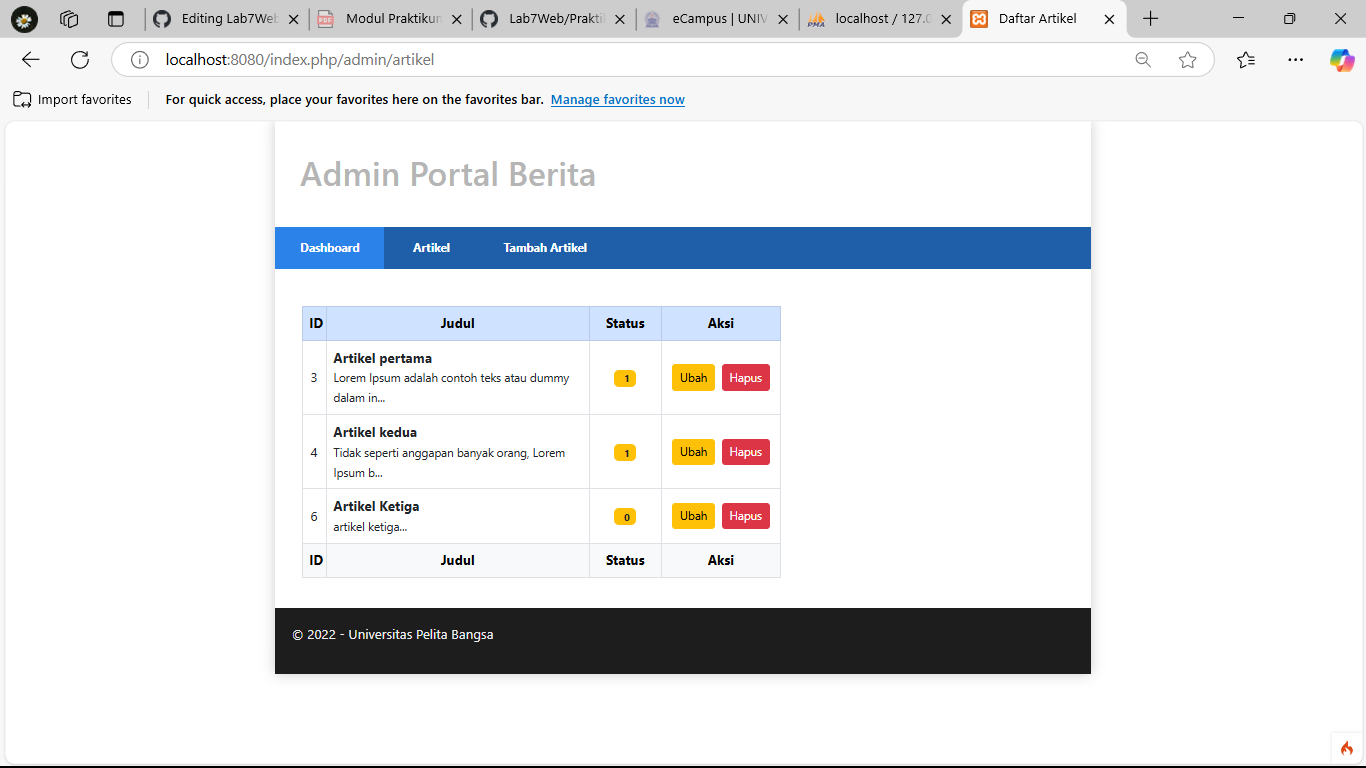 Editing Lab7Web
Modul Praktikun
Lab7Web/Prakti
eCampus | UNIV
localhost / 127.0
Daftar Artikel
localhost:8080/index.php/admin/artikel
Import favorites
For quick access, place your favorites here on the favorites bar. Manage favorites now
Admin Portal Berita
Dashboard Artikel Tambah Artikel
ID Judul Status Aksi
Artikel pertama
3 Lorem Ipsum adalah contoh teks atau dummy 1 Ubah Hapus
dalam in...
Artikel kedua
4 Tidak seperti anggapan banyak orang, Lorem 1 Ubah Hapus
Ipsum b...
Artikel Ketiga
6 artikel ketiga... 0 Ubah Hapus
ID Judul Status Aksi
© 2022 - Universitas Pelita Bangsa